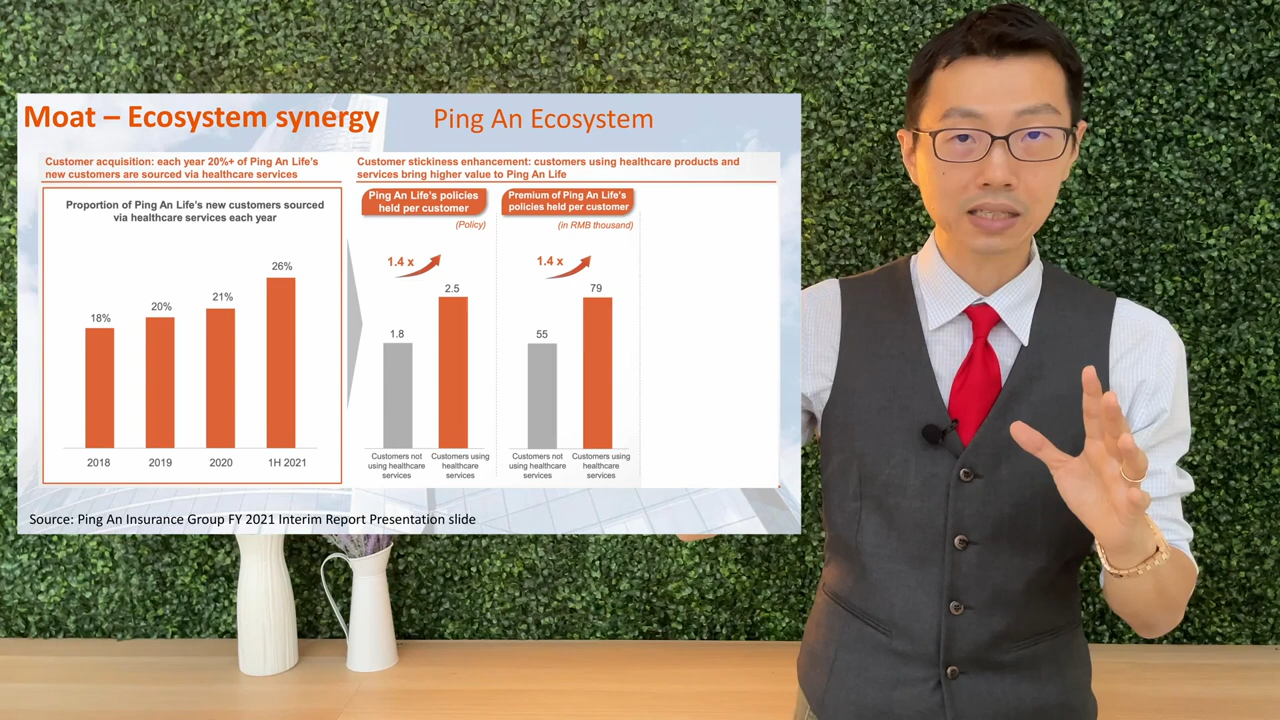 Moat – Ecosystem synergy
Ping An Ecosystem
Customer acquisition: each year 20%+ of Ping An Life’s
new customers are sourced via healthcare services
Proportion of Ping An Life’s new customers sourced
via healthcare services each year
18%
20%
21%
26%
2018
2019
2020
1H 2021
Customer stickiness enhancement: customers using healthcare products and
services bring higher value to Ping An Life
Ping An Life’s policies
held per customer
(Policy)
1.4 x
1.8
2.5
Customers not
using healthcare
services
Customers using
healthcare
services
Premium of Ping An Life’s
policies held per customer
(in RMB thousand)
1.4 x
55
79
Customers not
using healthcare
services
Customers using
healthcare
services
Source: Ping An Insurance Group FY 2021 Interim Report Presentation slide